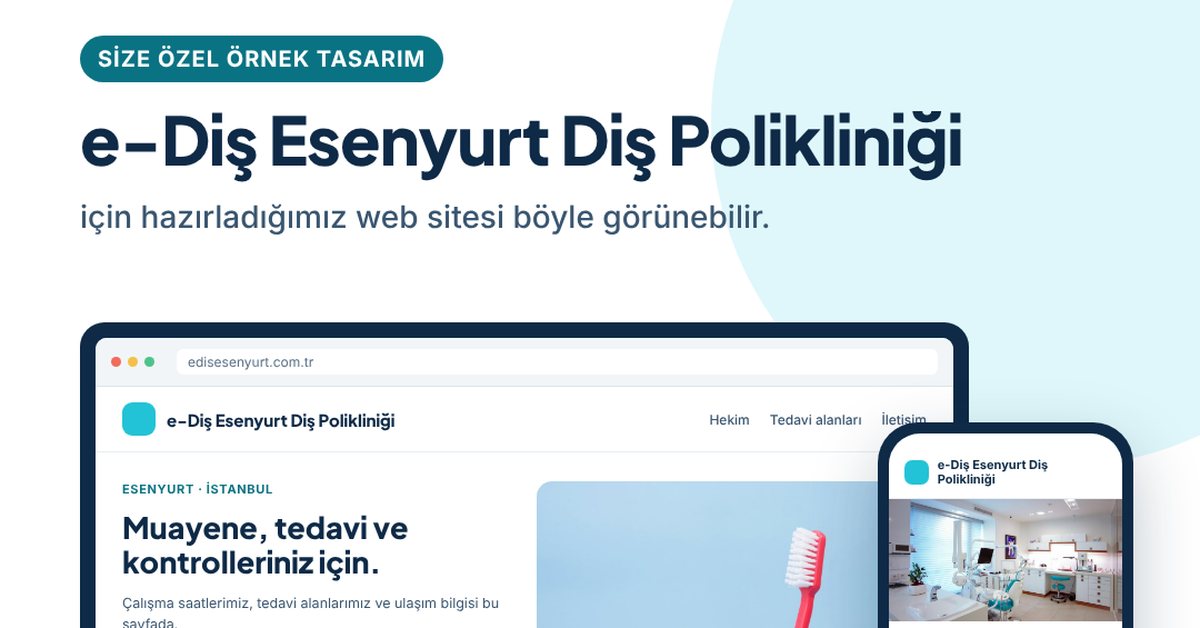 SİZE ÖZEL ÖRNEK TASARIM
e-Diş Esenyurt Diş Polikliniği
için hazırladığımız web sitesi böyle görünebilir.
edisesenyurt.com.tr
e-Diş Esenyurt Diş Polikliniği
Hekim Tedavi alanları İletişim
e-Diş Esenyurt Diş
Polikliniği
ESENYURT · İSTANBUL
Muayene, tedavi ve
kontrolleriniz için.
Çalışma saatlerimiz, tedavi alanlarımız ve ulaşım bilgisi bu
sayfada.